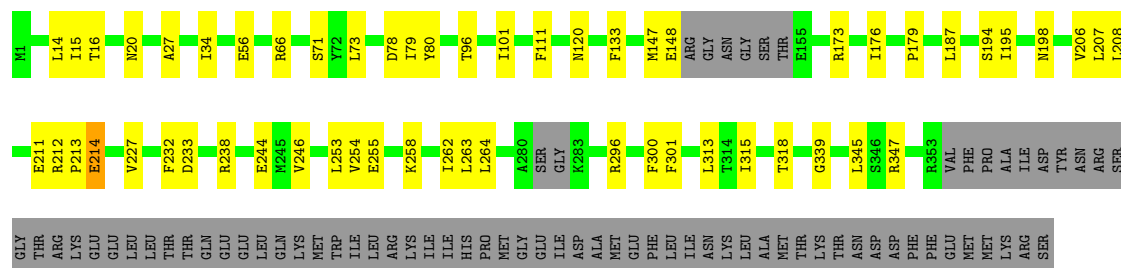 M1 L14 I15 T16 N20 A27 I34 E56 R66 S71 Y72 L73 D78 I79 Y80 T96 I101 F111 N120 F133 M147 E148 ARG GLY ASN GLY SER THR E155 R173 I176 P179 L187 S194 I195 N198 V206 L207 L208
E211 R212 P213 E214 V227 F232 D233 R238 E244 M245 V246 L253 V254 E255 K258 I262 L263 L264 A280 SER GLY K283 R296 F300 F301 L313 T314 I315 T318 G339 L345 S346 R347 R353 VAL PHE PRO ALA ILE ASP TYR ASN ARG SER
GLY THR ARG LYS GLU GLU LEU LEU THR THR GLN GLU GLU LEU GLN LYS MET TRP ILE LEU ARG LYS ILE ILE HIS PRO MET GLY GLU ILE ASP ALA MET GLU PHE LEU ILE ASN LYS LEU ALA MET THR LYS THR ASN ASP ASP PHE PHE GLU MET MET LYS ARG SER